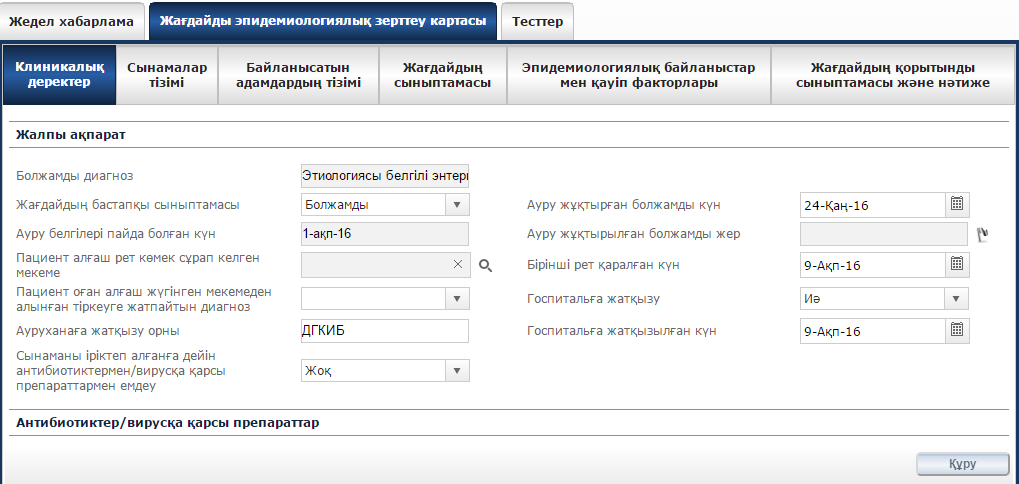 Жедел хабарлама
Жағдайды эпидемиологиялық зерттеу картасы
Тесттер
Клиникалық
деректер
Сынамалар
тізімі
Байланысатын
адамдардың тізімі
Жағдайдың
сыныптамасы
Эпидемиологиялық байланыстар
мен қауіп факторлары
Жағдайдың қорытынды
сыныптамасы және нәтиже
Жалпы ақпарат
Болжамды диагноз
Этиологиясы белгілі
Жағдайдың бастапқы сыныптамасы
Болжамды
Ауру жұқтырған болжамды күн
24-Қаң-16
Ауру белгілері пайда болған күн
1-ақп-16
Ауру жұқтырылған болжамды жер
Пациент алғаш рет көмек сұрап келген
мекеме
Бірінші рет қаралған күн
9-Ақп-16
Пациент оған алғаш жүгінген мекемеден
алынған тіркеуге жатпайтын диагноз
Госпитальға жатқызу
Иә
Ауруханаға жатқызу орны
ДГКИБ
Госпитальға жатқызылған күн
9-Ақп-16
Сынаманы іріктеп алғанға дейін
антибиотиктермен/вирусқа қарсы
препараттармен емдеу
Жоқ
Антибиотиктер/вирусқа қарсы препараттар
Құру